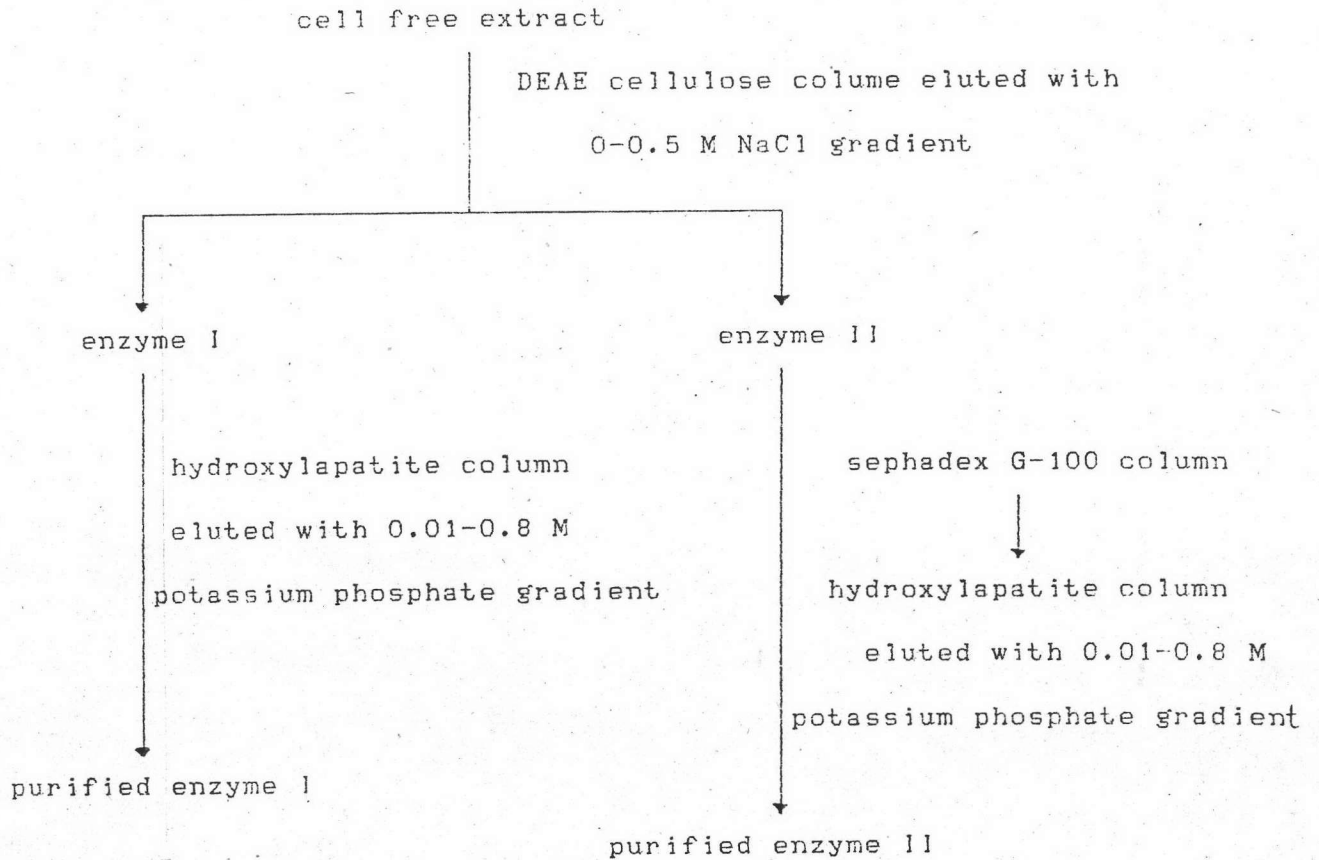 cell free extract
DEAE cellulose colume eluted with
0-0.5 M NaCl gradient
enzyme I
enzyme II
hydroxylapatite column
eluted with 0.01-0.8 M
potassium phosphate gradient
sephadex G-100 column
hydroxylapatite column
eluted with 0.01-0.8 M
potassium phosphate gradient
purified enzyme I
purified enzyme II